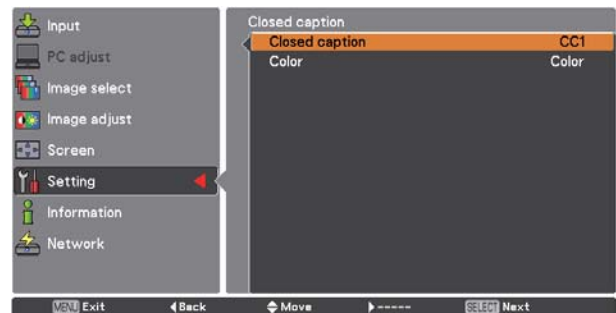 Input
PC adjust
Image select
Image adjust
Screen
Setting
Information
Network
Closed caption
Closed caption CC1
Color Color
MENU Exit Back Move ----- SELECT Next